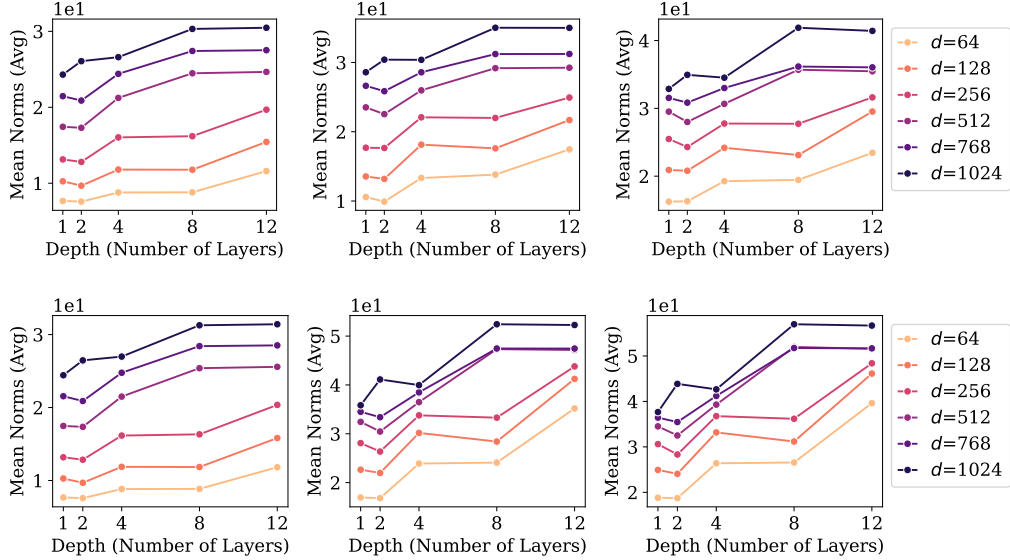 1e1
Mean Norms (Avg)
3
2
1
1 2 4 8 12
Depth (Number of Layers)
1e1
Mean Norms (Avg)
3
2
1
1 2 4 8 12
Depth (Number of Layers)
1e1
Mean Norms (Avg)
4
3
2
1 2 4 8 12
Depth (Number of Layers)
d=64
d=128
d=256
d=512
d=768
d=1024
1e1
Mean Norms (Avg)
3
2
1
1 2 4 8 12
Depth (Number of Layers)
1e1
Mean Norms (Avg)
5
4
3
2
1 2 4 8 12
Depth (Number of Layers)
1e1
Mean Norms (Avg)
5
4
3
2
1 2 4 8 12
Depth (Number of Layers)
d=64
d=128
d=256
d=512
d=768
d=1024